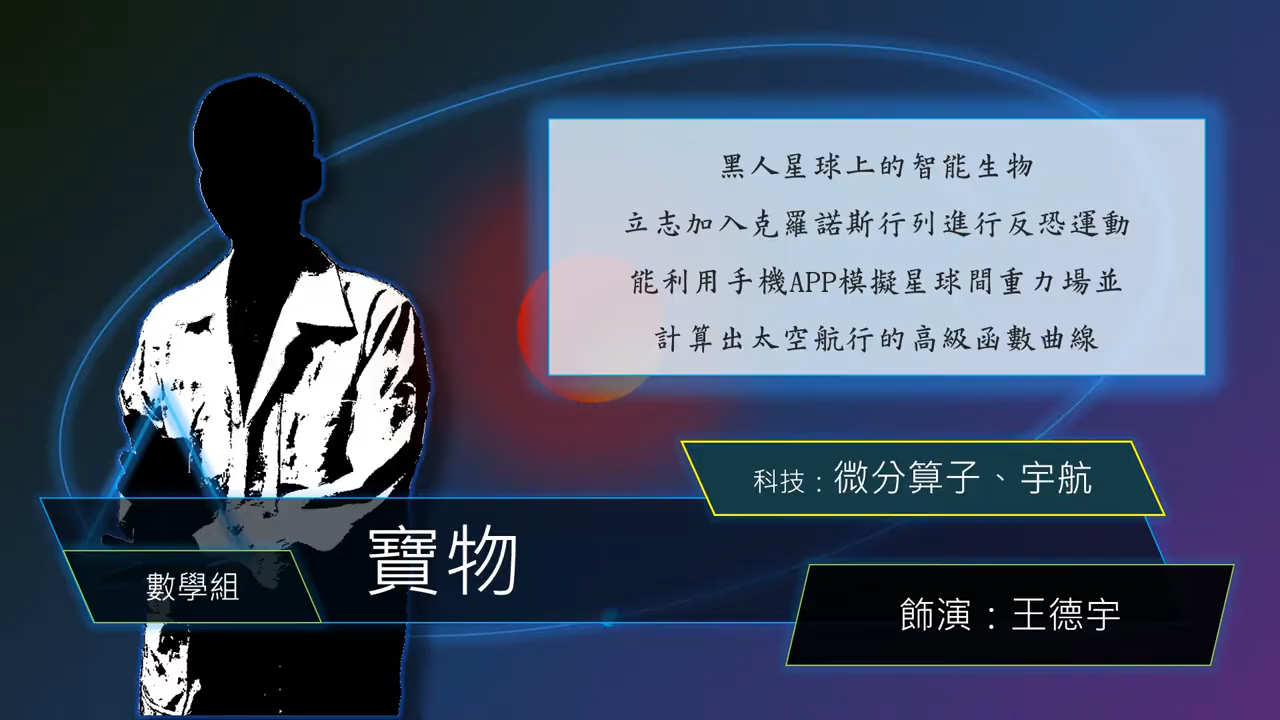 黑人星球上的智能生物
立志加入克羅諾斯行列進行反恐運動
能利用手機APP模擬星球間重力場並
計算出太空航行的高級函數曲線
科技：微分算子、宇航
寶物
數學組
飾演：王德宇